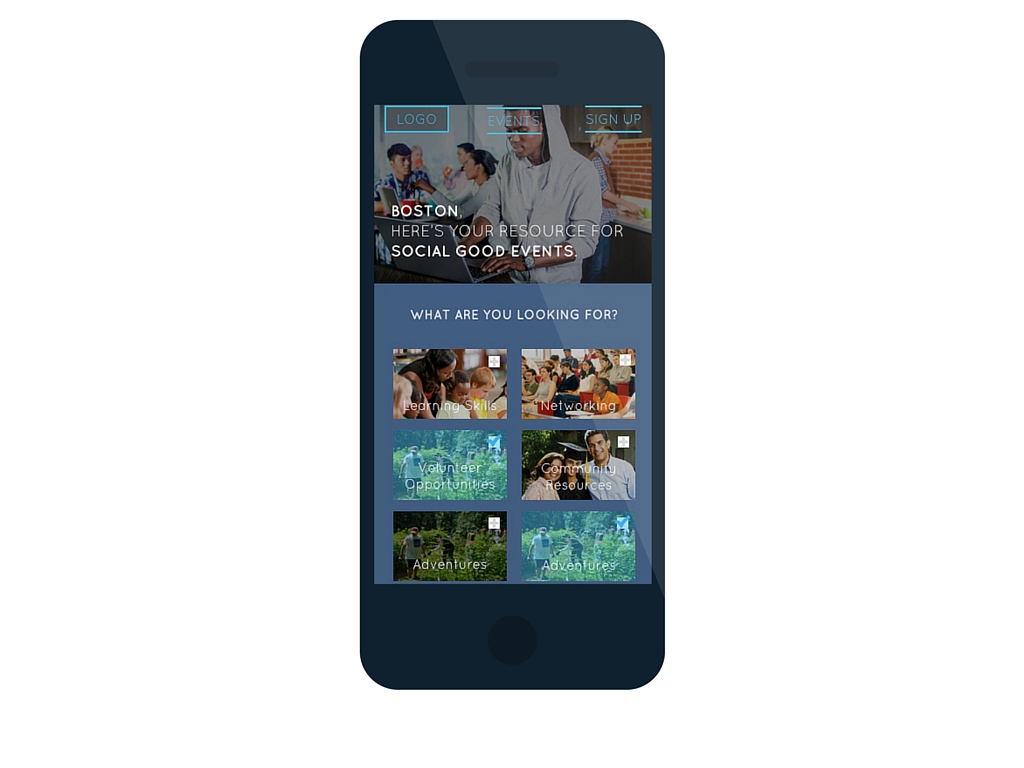 LOGO
EVENTS
SIGN UP
BOSTON,
HERE'S YOUR RESOURCE FOR
SOCIAL GOOD EVENTS.
WHAT ARE YOU LOOKING FOR?
Learning Skills
Networking
Volunteer
Opportunities
Community
Resources
Adventures
Adventures